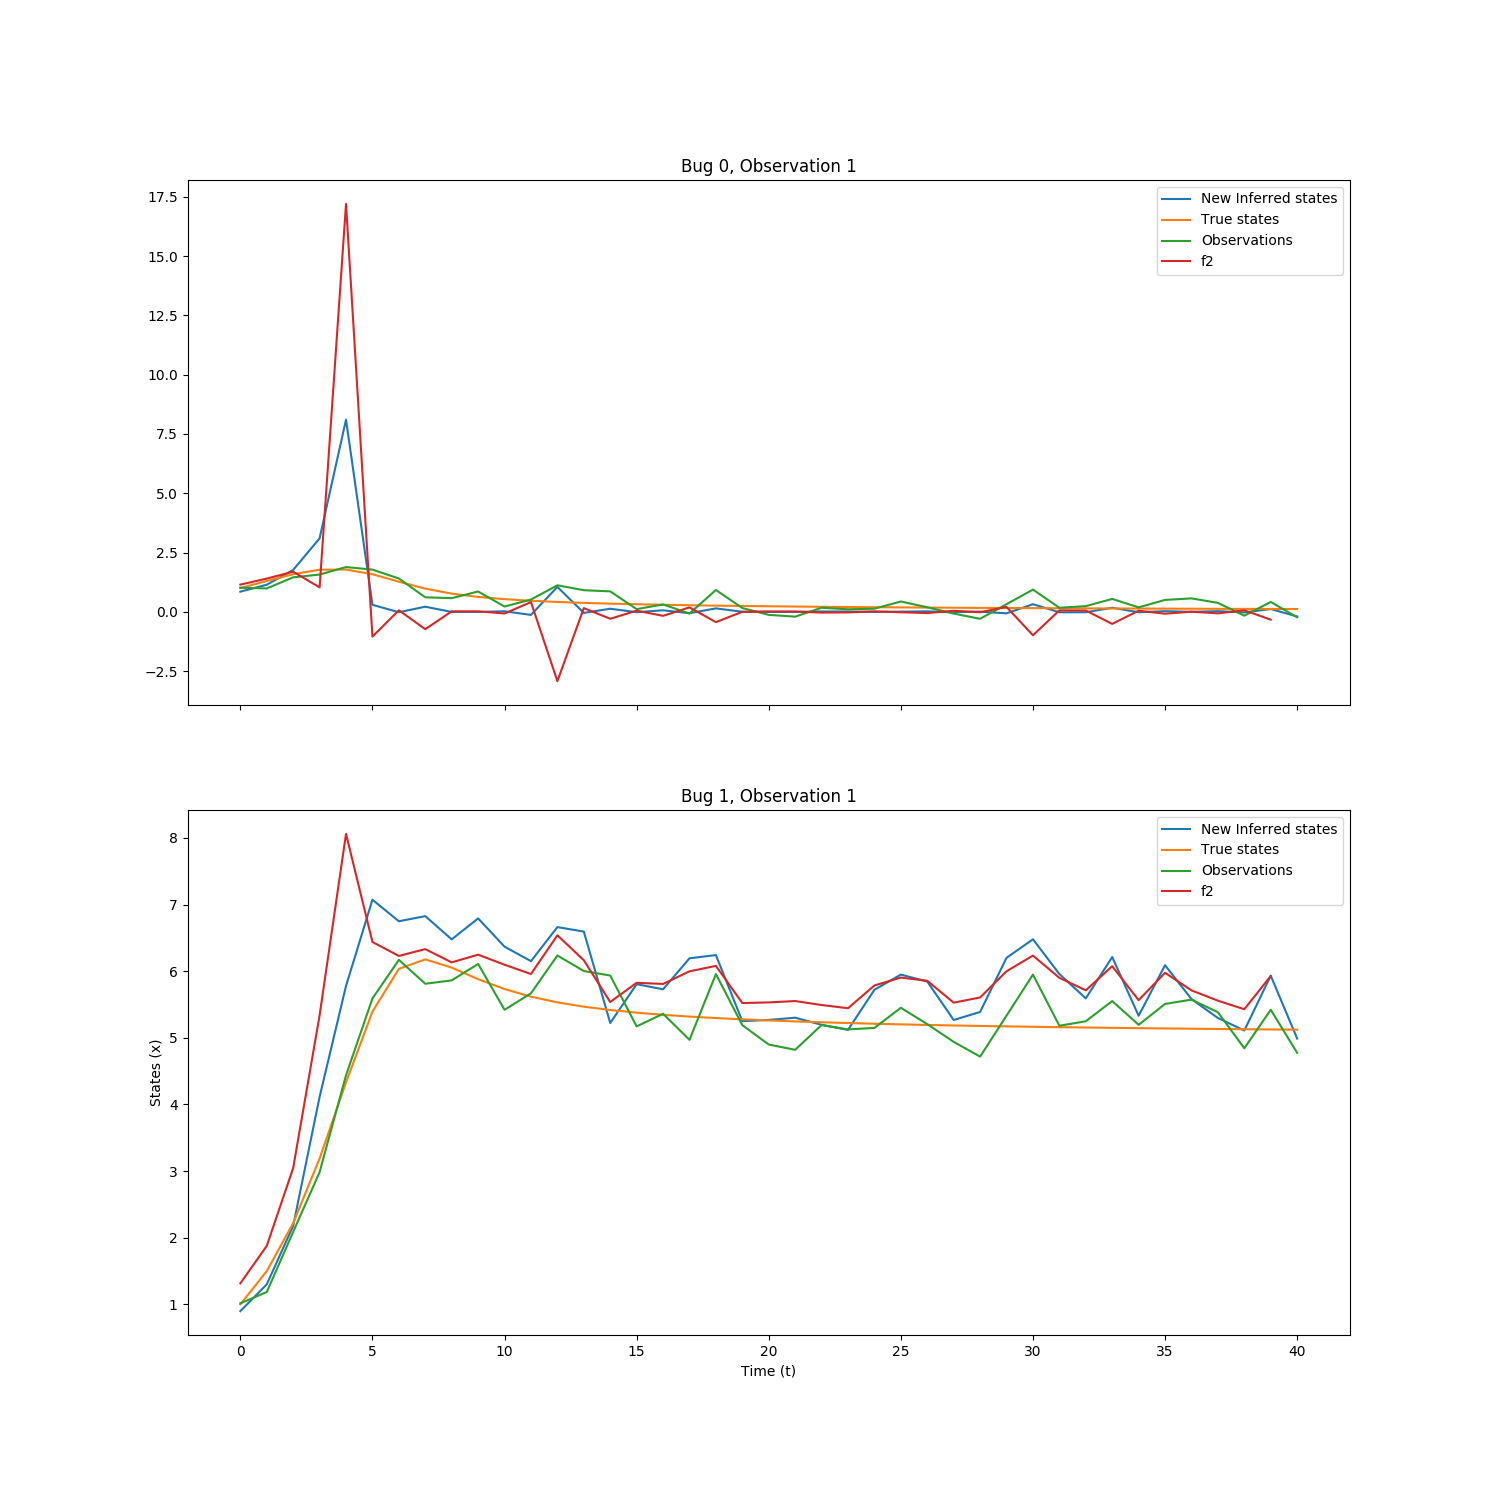 Bug 0, Observation 1
17.5
15.0
12.5
10.0
7.5
5.0
2.5
0.0
−2.5
New Inferred states
True states
Observations
f2
Bug 1, Observation 1
8
7
6
5
4
3
2
1
States (x)
New Inferred states
True states
Observations
f2
0 5 10 15 20 25 30 35 40
Time (t)